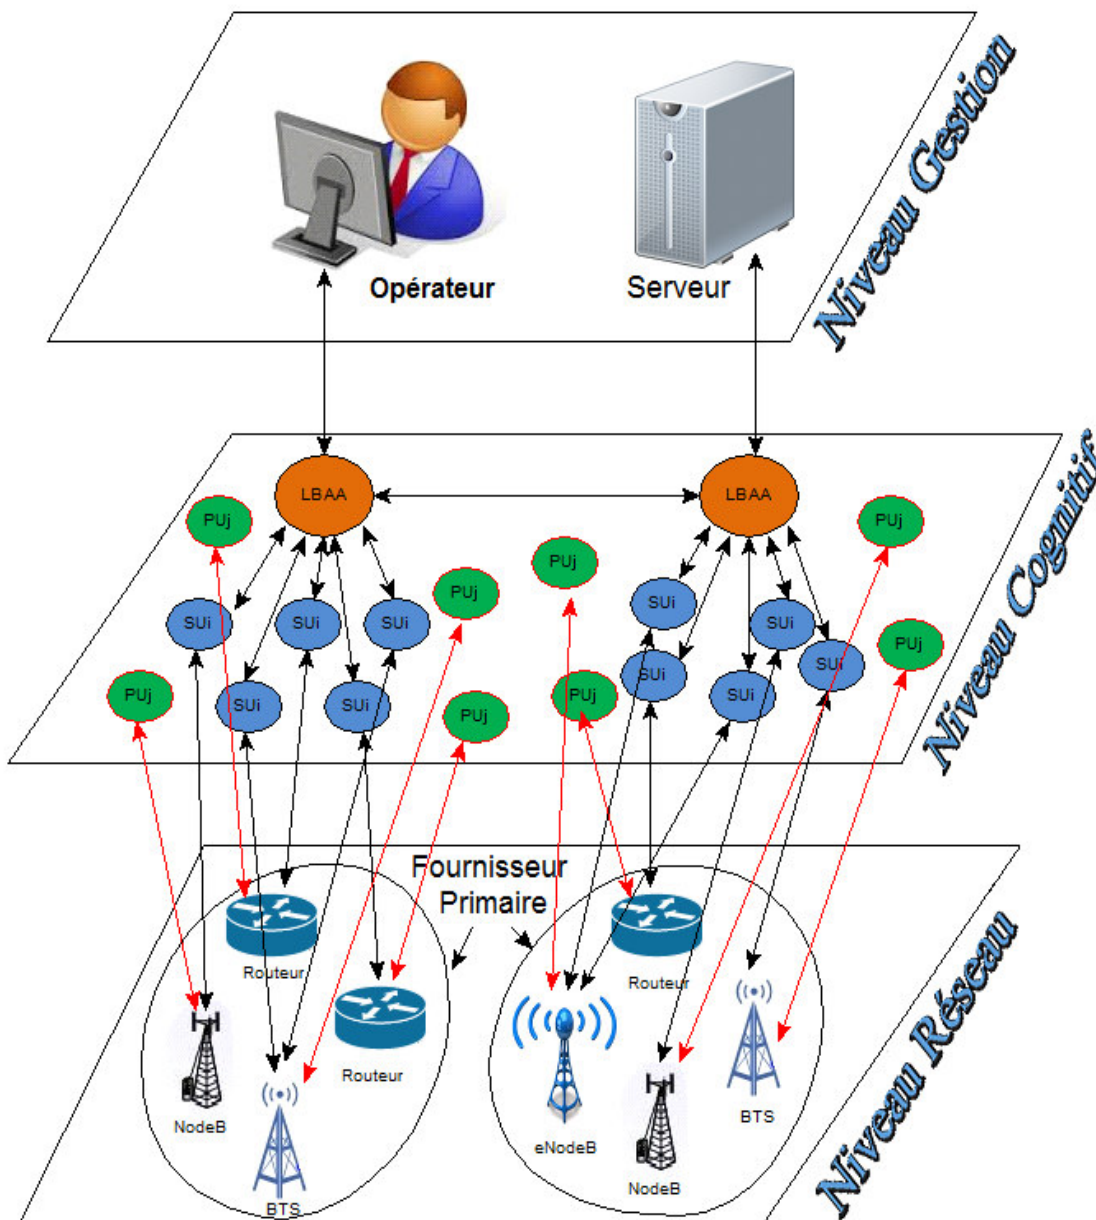 Niveau Gestion
Opérateur
Serveur
Niveau Cognitif
LBAA
LBAA
PUj
PUj
PUj
PUj
SUi
SUi
SUi
SUi
SUi
SUi
PUj
PUj
SUi
SUi
PUj
PUj
SUi
SUi
SUi
PUj
Fournisseur
Primaire
Niveau Réseau
Routeur
Routeur
Routeur
NodeB
BTS
eNodeB
BTS
NodeB